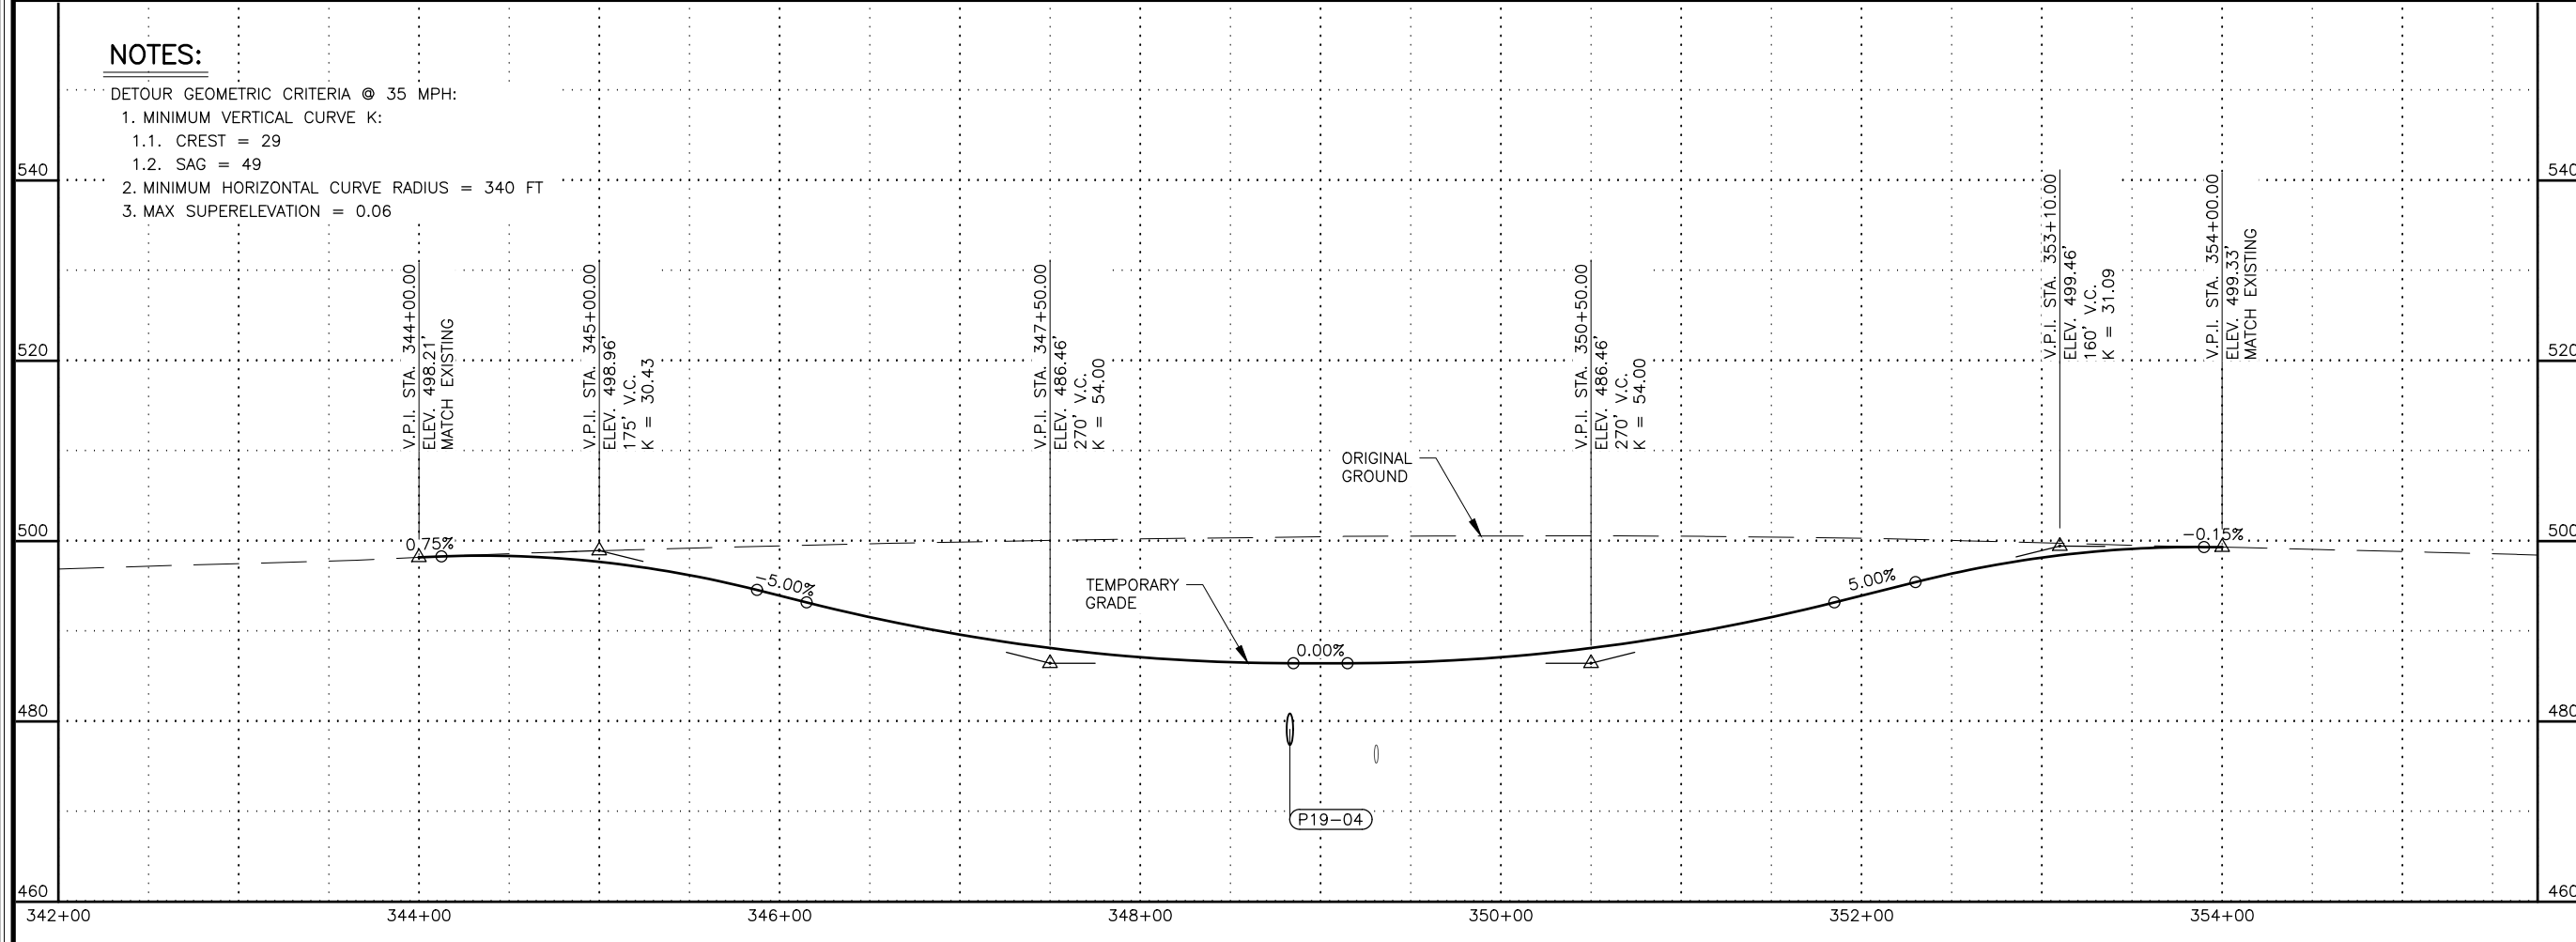 NOTES:
DETOUR GEOMETRIC CRITERIA @ 35 MPH:
1. MINIMUM VERTICAL CURVE K:
1.1. CREST = 29
1.2. SAG = 49
2. MINIMUM HORIZONTAL CURVE RADIUS = 340 FT
3. MAX SUPERELEVATION = 0.06
540
520
500
480
460
V.P.I. STA. 344+00.00
ELEV. 498.21'
MATCH EXISTING
V.P.I. STA. 345+00.00
ELEV. 498.96'
175' V.C.
K = 30.43
V.P.I. STA. 347+50.00
ELEV. 486.46'
270' V.C.
K = 54.00
V.P.I. STA. 350+50.00
ELEV. 486.46'
270' V.C.
K = 54.00
V.P.I. STA. 353+10.00
ELEV. 499.46'
160' V.C.
K = 31.09
V.P.I. STA. 354+00.00
ELEV. 499.33'
MATCH EXISTING
ORIGINAL
GROUND
TEMPORARY
GRADE
0.75%
-5.00%
0.00%
5.00%
-0.15%
P19-04
540
520
500
480
460
342+00
344+00
346+00
348+00
350+00
352+00
354+00